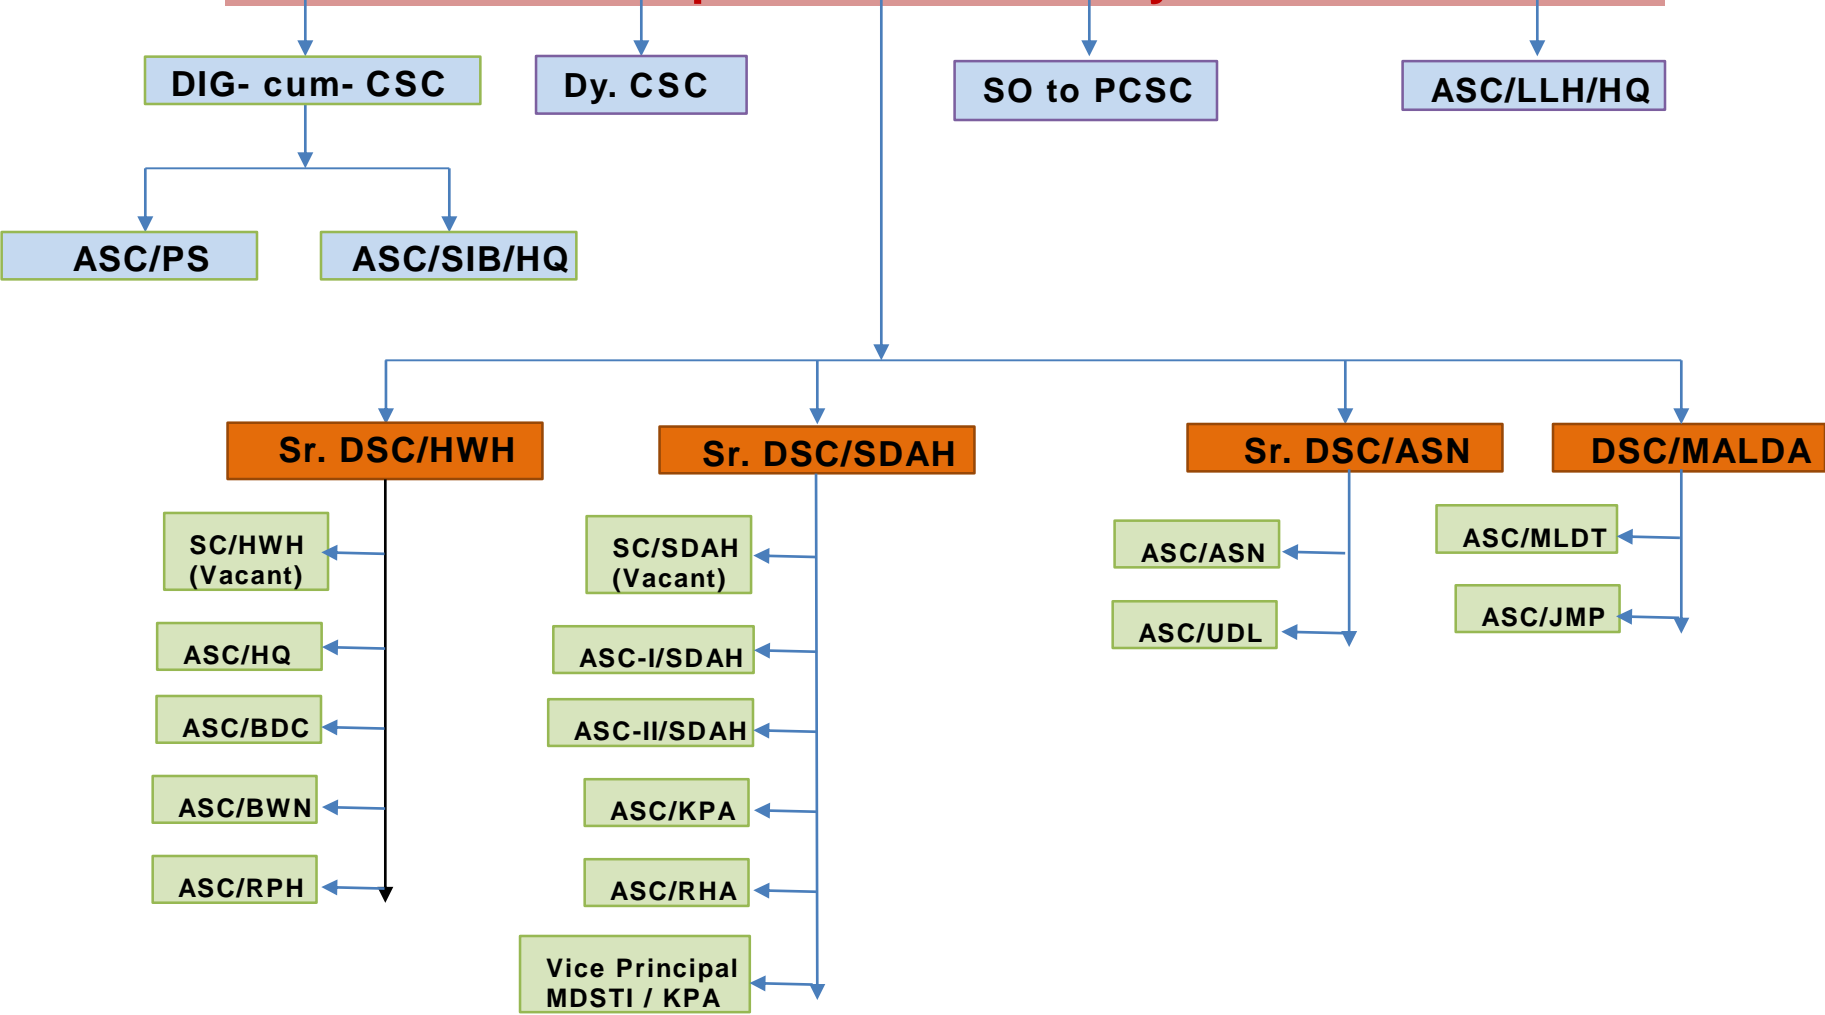 DIG- cum- CSC
Dy. CSC
SO to PCSC
ASC/LLH/HQ
ASC/PS
ASC/SIB/HQ
Sr. DSC/HWH
Sr. DSC/SDAH
Sr. DSC/ASN
DSC/MALDA
SC/HWH
(Vacant)
ASC/HQ
ASC/BDC
ASC/BWN
ASC/RPH
SC/SDAH
(Vacant)
ASC-I/SDAH
ASC-II/SDAH
ASC/KPA
ASC/RHA
Vice Principal
MDSTI / KPA
ASC/ASN
ASC/UDL
ASC/MLDT
ASC/JMP